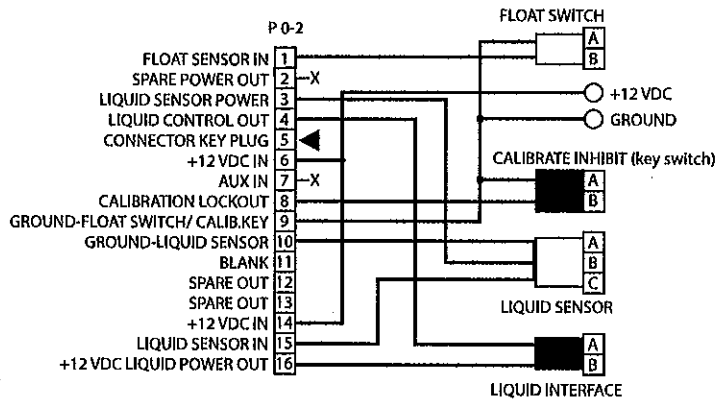 P 0-2
FLOAT SENSOR IN 1
SPARE POWER OUT 2 X
LIQUID SENSOR POWER 3
LIQUID CONTROL OUT 4
CONNECTOR KEY PLUG 5
+12 VDC IN 6
AUX IN 7 X
CALIBRATION LOCKOUT 8
GROUND-FLOAT SWITCH/ CALIB.KEY 9
GROUND-LIQUID SENSOR 10
BLANK 11
SPARE OUT 12
SPARE OUT 13
+12 VDC IN 14
LIQUID SENSOR IN 15
+12 VDC LIQUID POWER OUT 16
FLOAT SWITCH
A
B
+12 VDC
GROUND
CALIBRATE INHIBIT (key switch)
A
B
A
B
C
LIQUID SENSOR
A
B
LIQUID INTERFACE